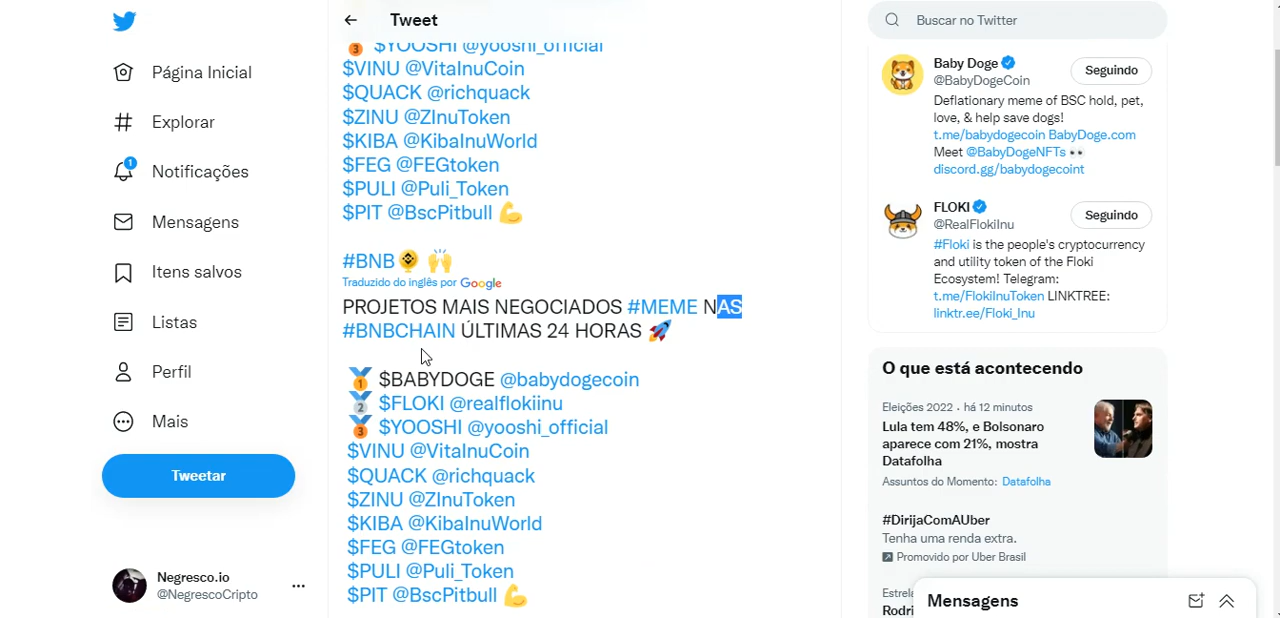 Página Inicial
Explorar
1
Notificações
Mensagens
Itens salvos
Listas
Perfil
Mais
Tweetar
Negresco.io
@NegrescoCripto
Tweet
3 $YOOSHI @yooshi_official
$VINU @VitaInuCoin
$QUACK @richquack
$ZINU @ZInuToken
$KIBA @KibaInuWorld
$FEG @FEGtoken
$PULI @Puli_Token
$PIT @BscPitbull
#BNB
Traduzido do inglês por Google
PROJETOS MAIS NEGOCIADOS #MEME NAS
#BNBCHAIN ÚLTIMAS 24 HORAS
1 $BABYDOGE @babydogecoin
2 $FLOKI @realflokiinu
3 $YOOSHI @yooshi_official
$VINU @VitaInuCoin
$QUACK @richquack
$ZINU @ZInuToken
$KIBA @KibaInuWorld
$FEG @FEGtoken
$PULI @Puli_Token
$PIT @BscPitbull
Buscar no Twitter
Baby Doge
@BabyDogeCoin
Seguindo
Deflationary meme of BSC hold, pet,
love, & help save dogs!
t.me/babydogecoin BabyDoge.com
Meet @BabyDogeNFTs
discord.gg/babydogecoint
FLOKI
@RealFlokiInu
Seguindo
#Floki is the people's cryptocurrency
and utility token of the Floki
Ecosystem! Telegram:
t.me/FlokiInuToken LINKTREE:
linktr.ee/Floki_Inu
O que está acontecendo
Eleições 2022 · há 12 minutos
Lula tem 48%, e Bolsonaro
aparece com 21%, mostra
Datafolha
Assuntos do Momento: Datafolha
#DirijaComAUber
Tenha uma renda extra.
Promovido por Uber Brasil
Estrela
Rodri
Mensagens